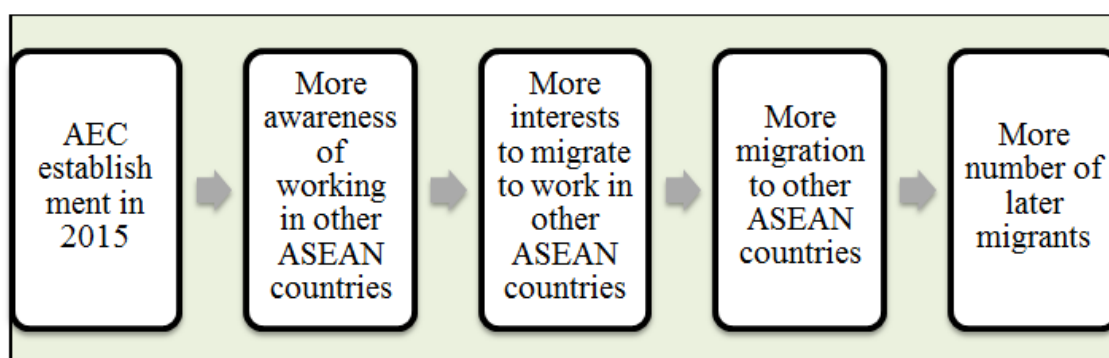 AEC
establish
ment in
2015
More
awareness
of
working
in other
ASEAN
countries
More
interests
to migrate
to work in
other
ASEAN
countries
More
migration
to other
ASEAN
countries
More
number of
later
migrants